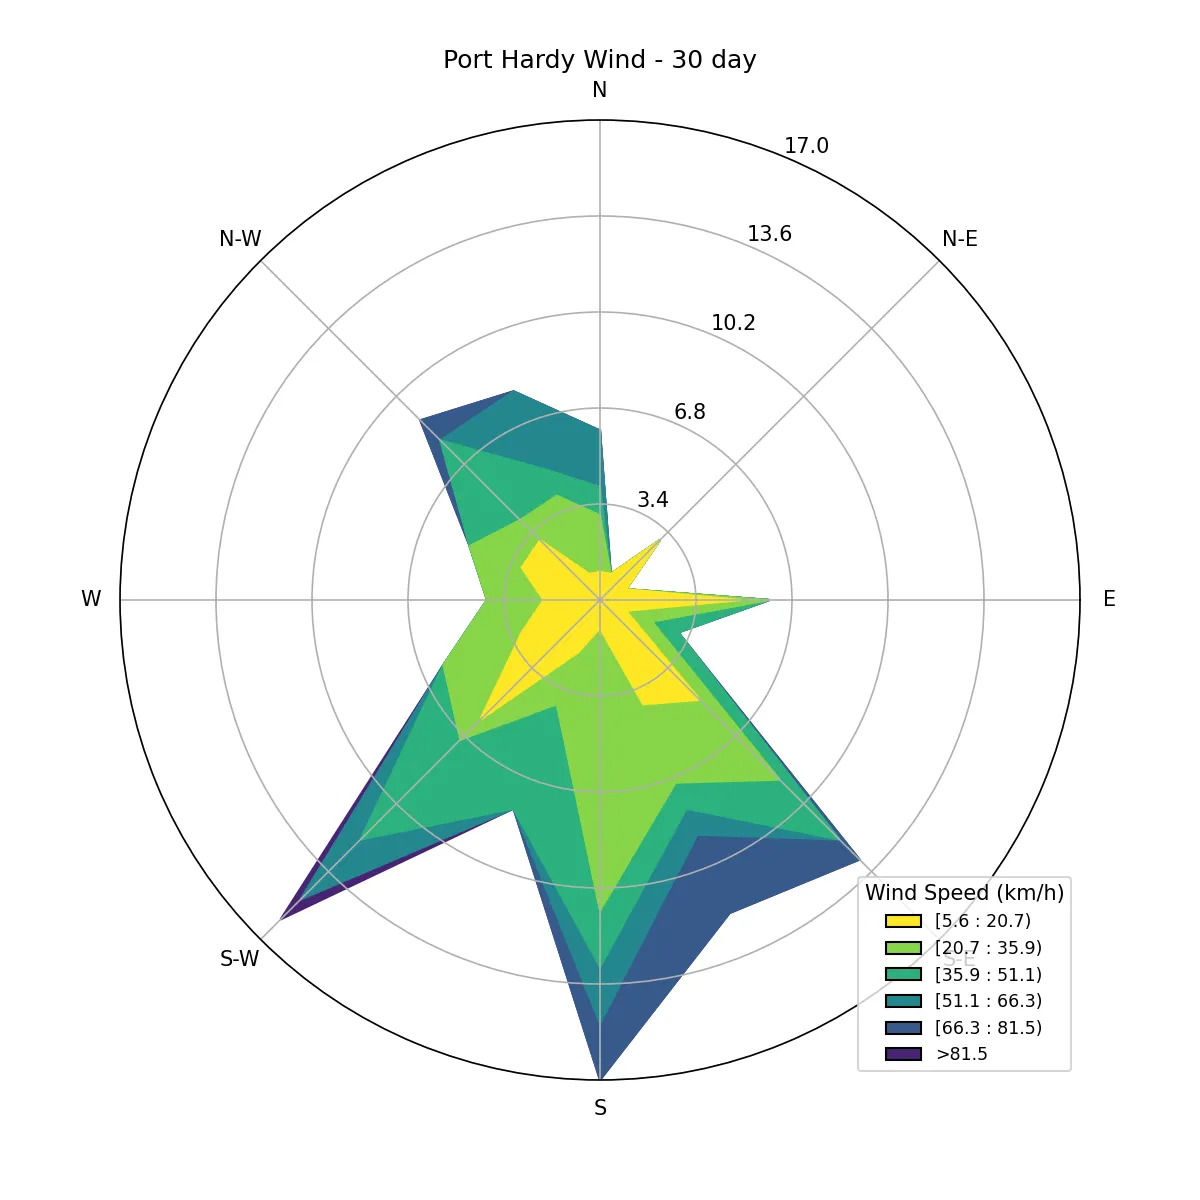 Port Hardy Wind - 30 day
N
17.0
N-W
13.6
N-E
10.2
6.8
3.4
W
E
S-W
S-E
S
Wind Speed (km/h)
[5.6 : 20.7)
[20.7 : 35.9)
[35.9 : 51.1)
[51.1 : 66.3)
[66.3 : 81.5)
>81.5